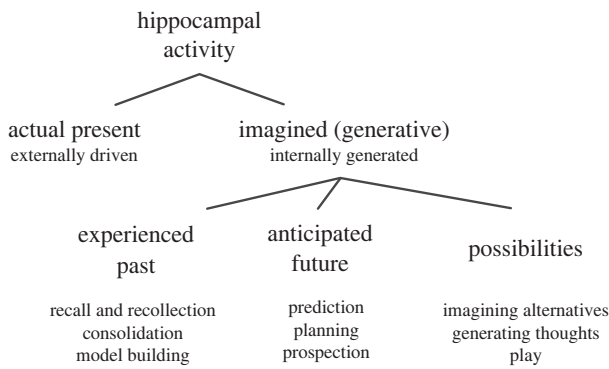 hippocampal
activity
actual present
externally driven
imagined (generative)
internally generated
experienced
past
recall and recollection
consolidation
model building
anticipated
future
prediction
planning
prospection
possibilities
imagining alternatives
generating thoughts
play